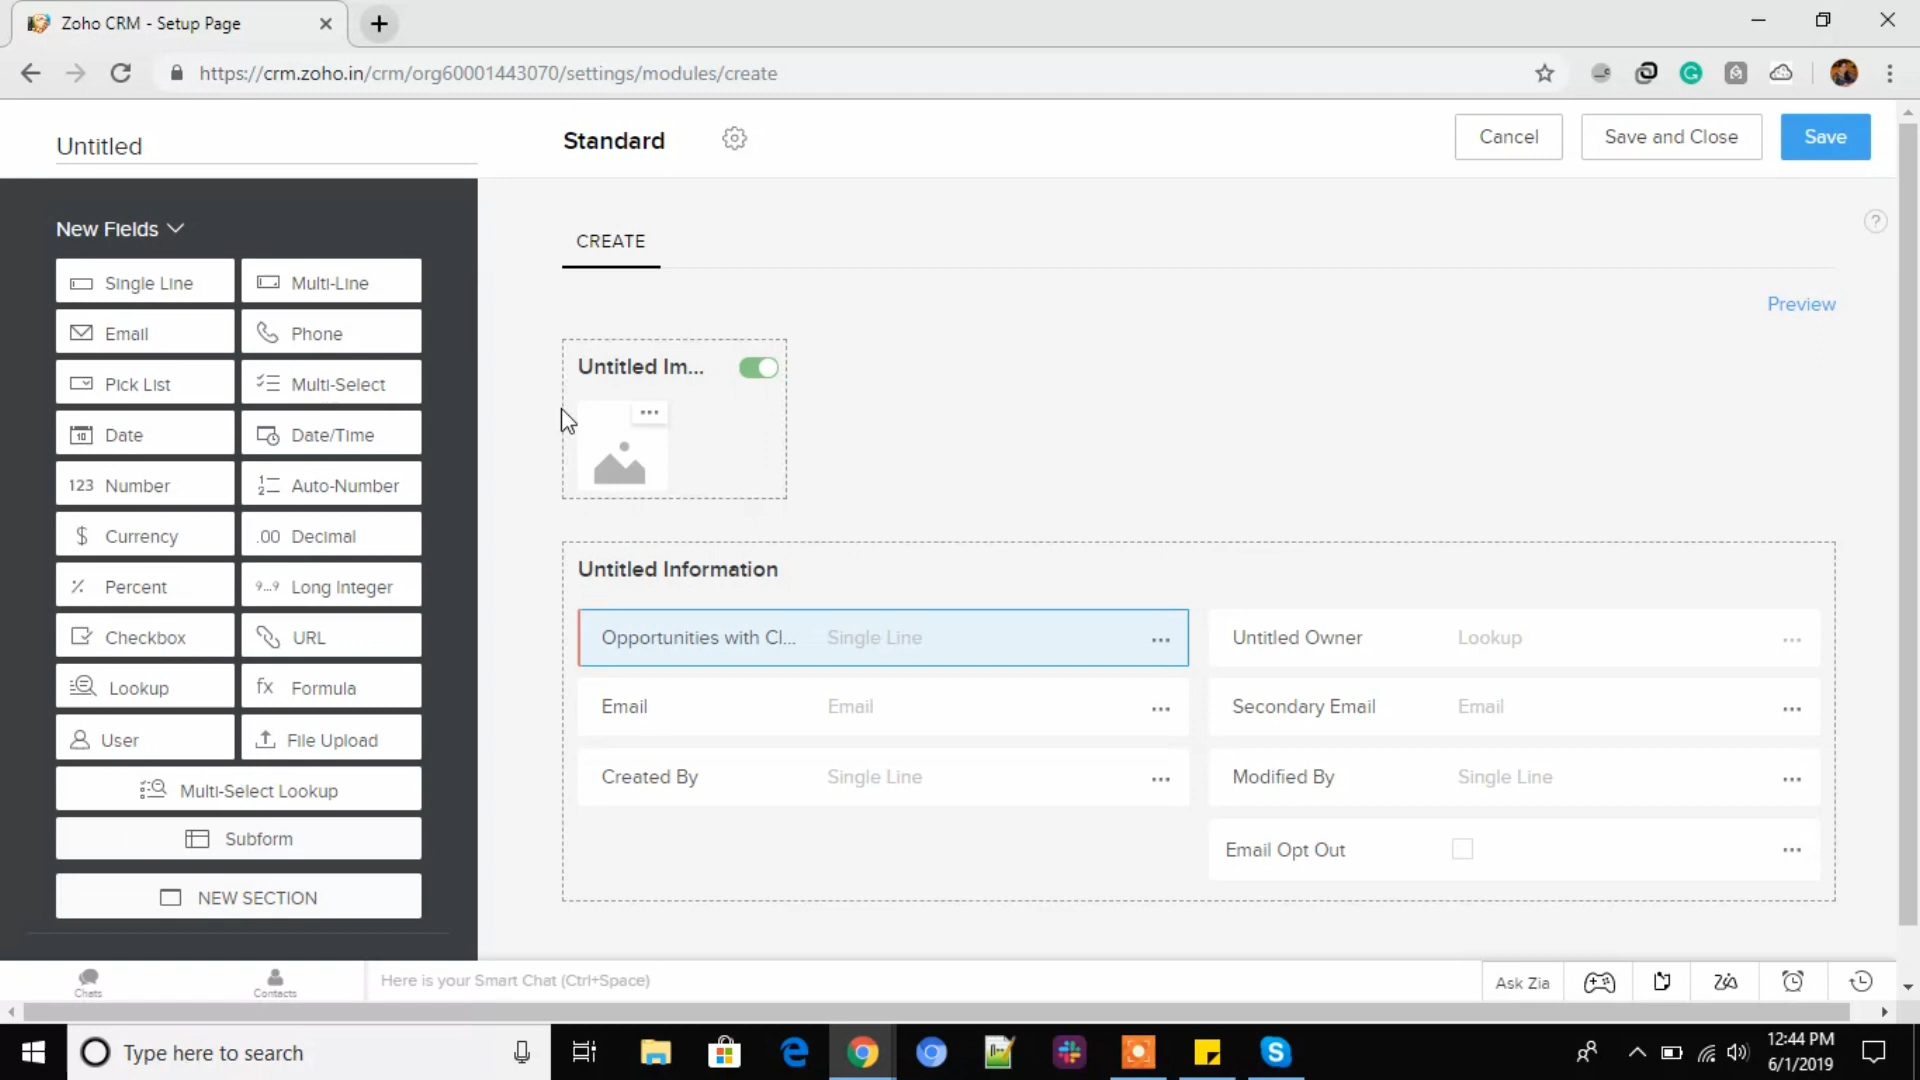 Zoho CRM - Setup Page
https://crm.zoho.in/crm/org60001443070/settings/modules/create
Untitled
Standard
Cancel
Save and Close
Save
New Fields
Single Line
Multi-Line
Email
Phone
Pick List
Multi-Select
Date
Date/Time
123 Number
Auto-Number
$ Currency
.00 Decimal
Percent
9...9 Long Integer
Checkbox
URL
Lookup
fx Formula
User
File Upload
Multi-Select Lookup
Subform
NEW SECTION
CREATE
?
Preview
Untitled Im...
Untitled Information
Opportunities with Cl... Single Line
Untitled Owner Lookup
Email Email
Secondary Email Email
Created By Single Line
Modified By Single Line
Email Opt Out
Chats
Contacts
Here is your Smart Chat (Ctrl+Space)
Ask Zia
Type here to search
12:44 PM
6/1/2019